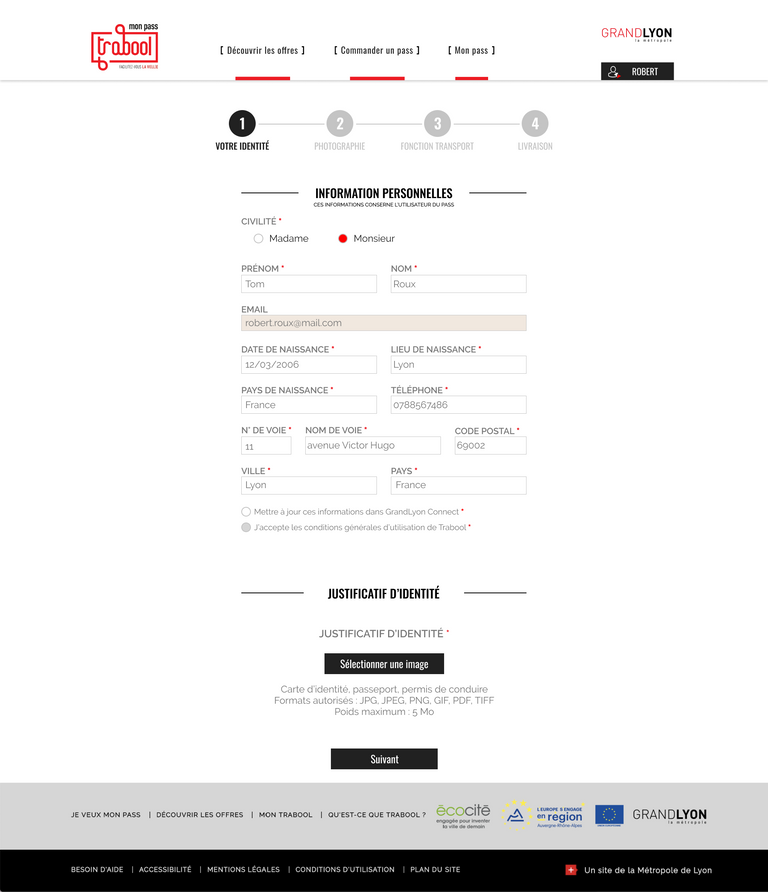 mon pass
trabool
FACILITEZ-VOUS LA VI(LL)E
[ Découvrir les offres ] [ Commander un pass ] [ Mon pass ]
GRANDLYON
la métropole
ROBERT
1 2 3 4
VOTRE IDENTITÉ PHOTOGRAPHIE FONCTION TRANSPORT LIVRAISON
INFORMATION PERSONNELLES
CES INFORMATIONS CONSERNE L'UTILISATEUR DU PASS
CIVILITÉ *
Madame Monsieur
PRÉNOM * NOM *
Tom Roux
EMAIL
robert.roux@mail.com
DATE DE NAISSANCE * LIEU DE NAISSANCE *
12/03/2006 Lyon
PAYS DE NAISSANCE * TÉLÉPHONE *
France 0788567486
N° DE VOIE * NOM DE VOIE * CODE POSTAL *
11 avenue Victor Hugo 69002
VILLE * PAYS *
Lyon France
Mettre à jour ces informations dans GrandLyon Connect *
J'accepte les conditions générales d'utilisation de Trabool *
JUSTIFICATIF D'IDENTITÉ
JUSTIFICATIF D'IDENTITÉ *
Sélectionner une image
Carte d'identité, passeport, permis de conduire
Formats autorisés : JPG, JPEG, PNG, GIF, PDF, TIFF
Poids maximum : 5 Mo
Suivant
JE VEUX MON PASS | DÉCOUVRIR LES OFFRES | MON TRABOOL | QU'EST-CE QUE TRABOOL ?
écocité
engagée pour inventer
la ville de demain
L'EUROPE S'ENGAGE
en région
Auvergne-Rhône-Alpes
GRANDLYON
la métropole
BESOIN D'AIDE | ACCESSIBILITÉ | MENTIONS LÉGALES | CONDITIONS D'UTILISATION | PLAN DU SITE
Un site de la Métropole de Lyon